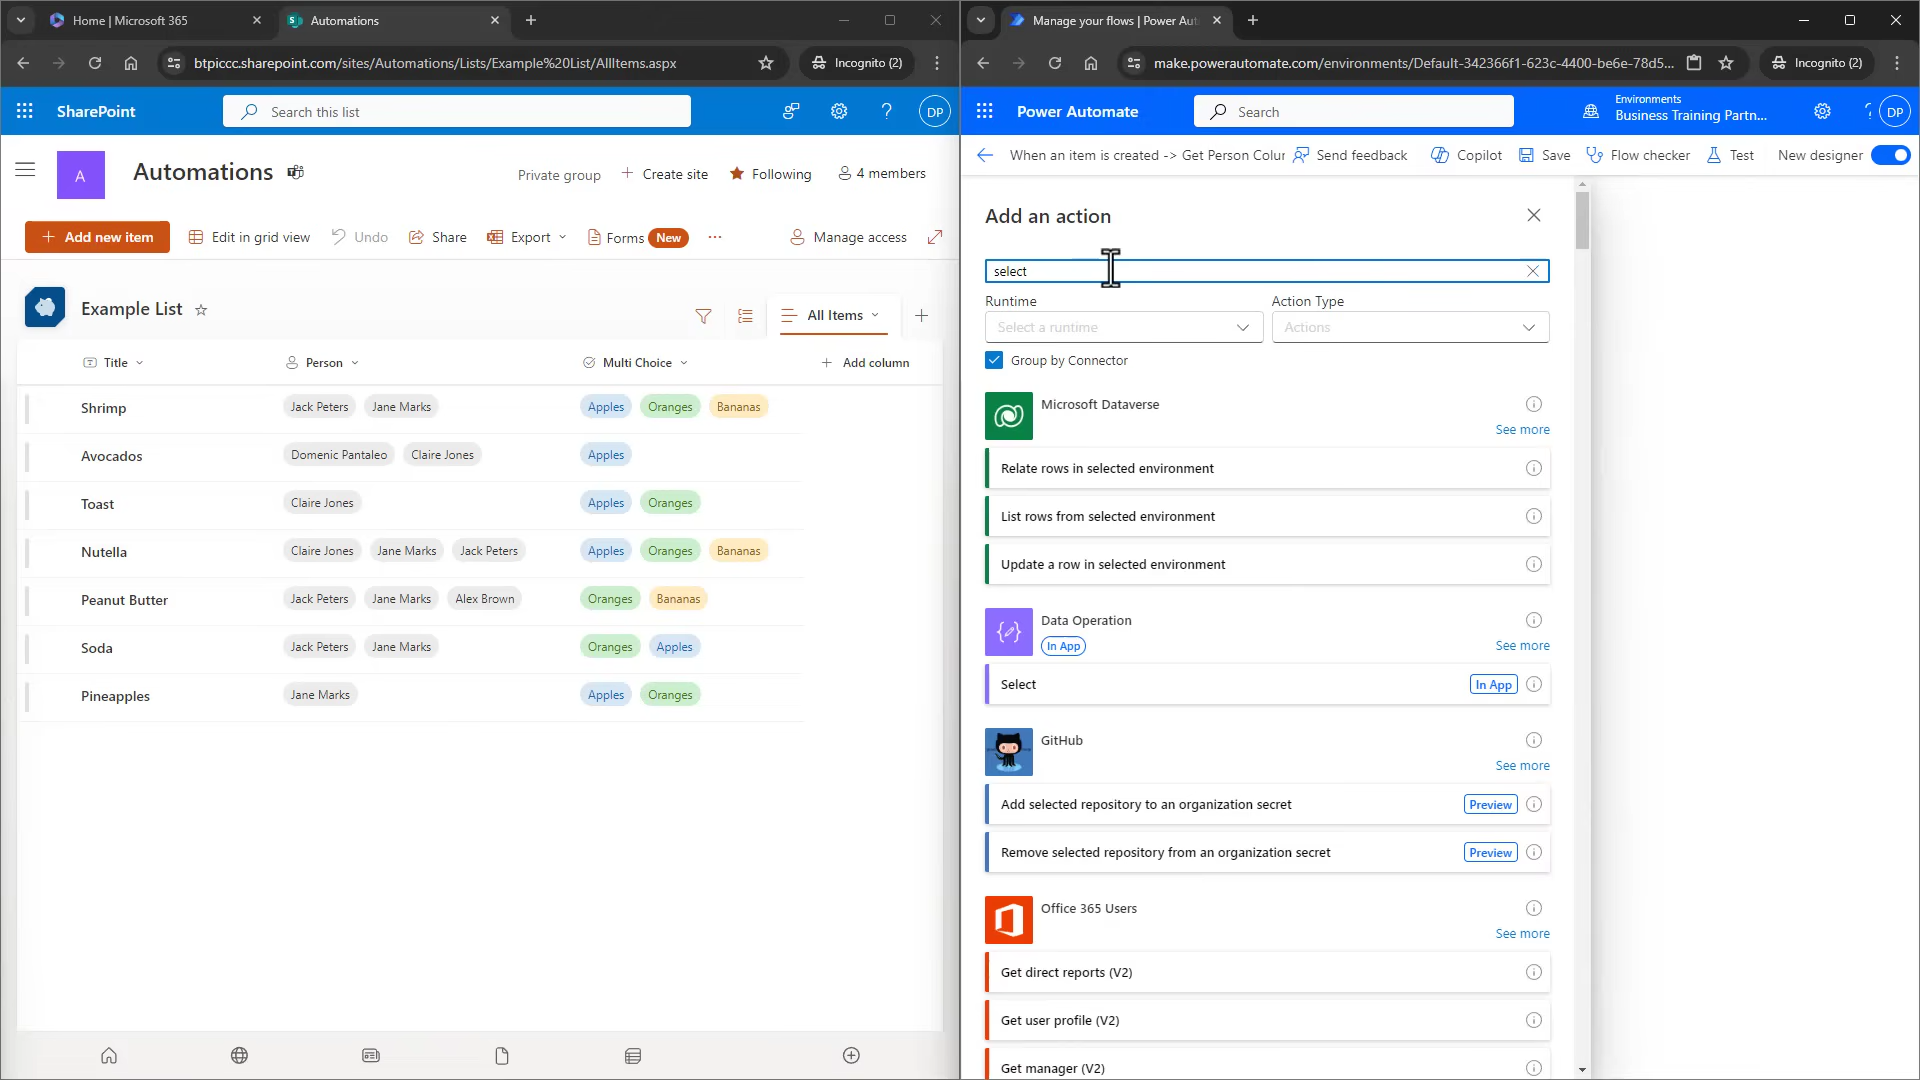 Home | Microsoft 365
Automations
btpiccc.sharepoint.com/sites/Automations/Lists/Example%20List/AllItems.aspx
Incognito (2)
SharePoint
Search this list
DP
A
Automations
Private group
Create site
Following
4 members
Add new item
Edit in grid view
Undo
Share
Export
Forms
New
Manage access
Example List
All Items
Title
Person
Multi Choice
Add column
Shrimp
Jack Peters
Jane Marks
Apples
Oranges
Bananas
Avocados
Domenic Pantaleo
Claire Jones
Apples
Toast
Claire Jones
Apples
Oranges
Nutella
Claire Jones
Jane Marks
Jack Peters
Apples
Oranges
Bananas
Peanut Butter
Jack Peters
Jane Marks
Alex Brown
Oranges
Bananas
Soda
Jack Peters
Jane Marks
Oranges
Apples
Pineapples
Jane Marks
Apples
Oranges
Manage your flows | Power Aut
make.powerautomate.com/environments/Default-342366f1-623c-4400-be6e-78d5...
Incognito (2)
Power Automate
Search
Environments
Business Training Partn...
?
DP
When an item is created -> Get Person Colur
Send feedback
Copilot
Save
Flow checker
Test
New designer
Add an action
select
Runtime
Action Type
Select a runtime
Actions
Group by Connector
Microsoft Dataverse
See more
Relate rows in selected environment
List rows from selected environment
Update a row in selected environment
Data Operation
In App
See more
Select
In App
GitHub
See more
Add selected repository to an organization secret
Preview
Remove selected repository from an organization secret
Preview
Office 365 Users
See more
Get direct reports (V2)
Get user profile (V2)
Get manager (V2)